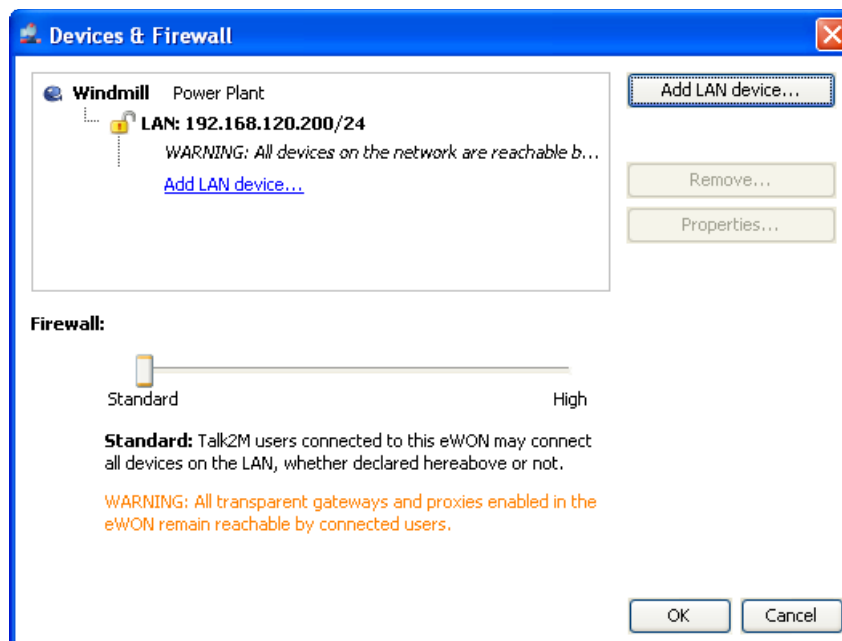 Devices & Firewall
Windmill Power Plant
LAN: 192.168.120.200/24
WARNING: All devices on the network are reachable b...
Add LAN device...
Add LAN device...
Remove...
Properties...
Firewall:
Standard
High
Standard: Talk2M users connected to this eWON may connect
all devices on the LAN, whether declared hereabove or not.
WARNING: All transparent gateways and proxies enabled in the
eWON remain reachable by connected users.
OK
Cancel